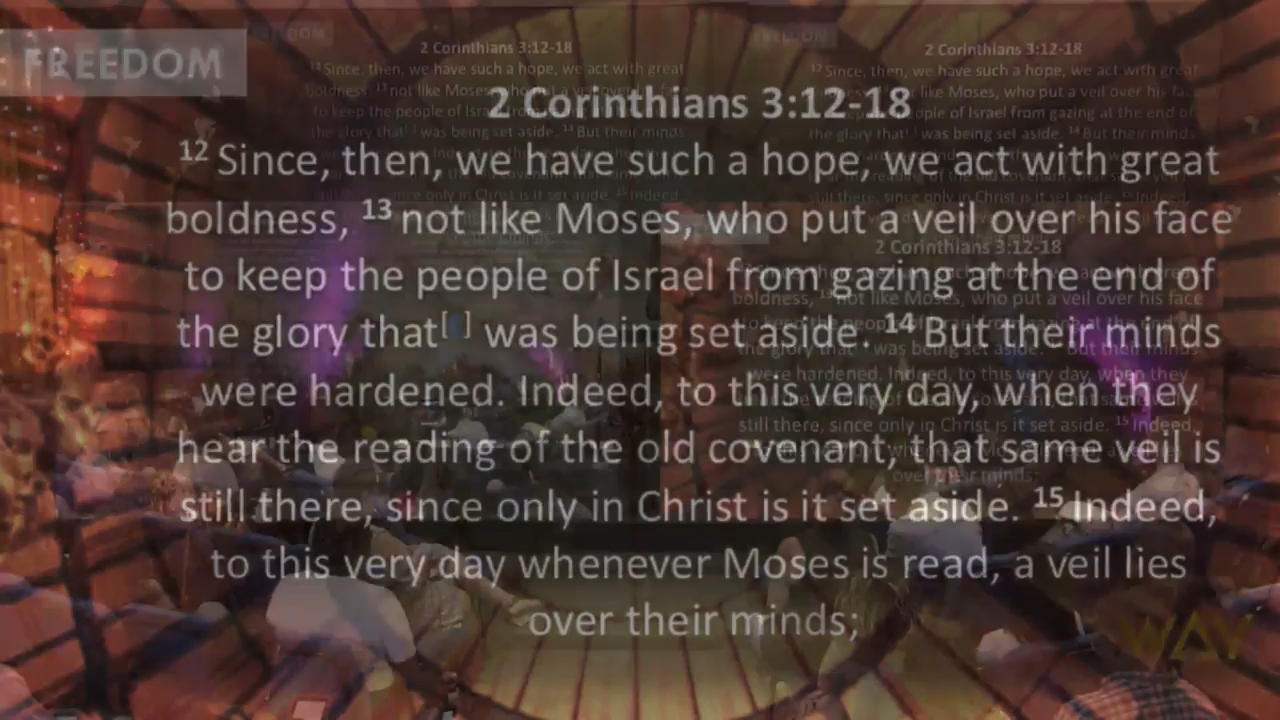 FREEDOM
2 Corinthians 3:12-18
12 Since, then, we have such a hope, we act with great
boldness, 13 not like Moses, who put a veil over his face
to keep the people of Israel from gazing at the end of
the glory that[ ] was being set aside. 14 But their minds
were hardened. Indeed, to this very day, when they
hear the reading of the old covenant, that same veil is
still there, since only in Christ is it set aside. 15 Indeed,
to this very day whenever Moses is read, a veil lies
over their minds;
WAY